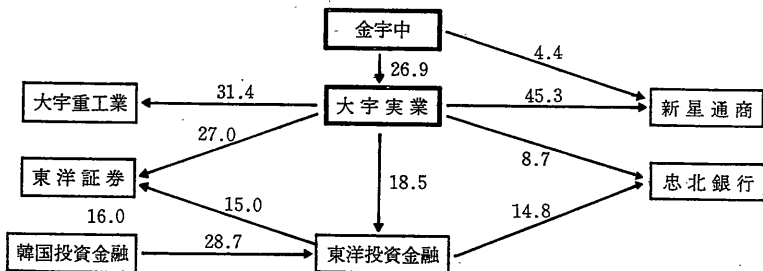 金宇中
4.4
26.9
大宇重工業
31.4
大宇実業
45.3
新星通商
27.0
8.7
東洋証券
18.5
忠北銀行
16.0
15.0
14.8
韓国投資金融
28.7
東洋投資金融